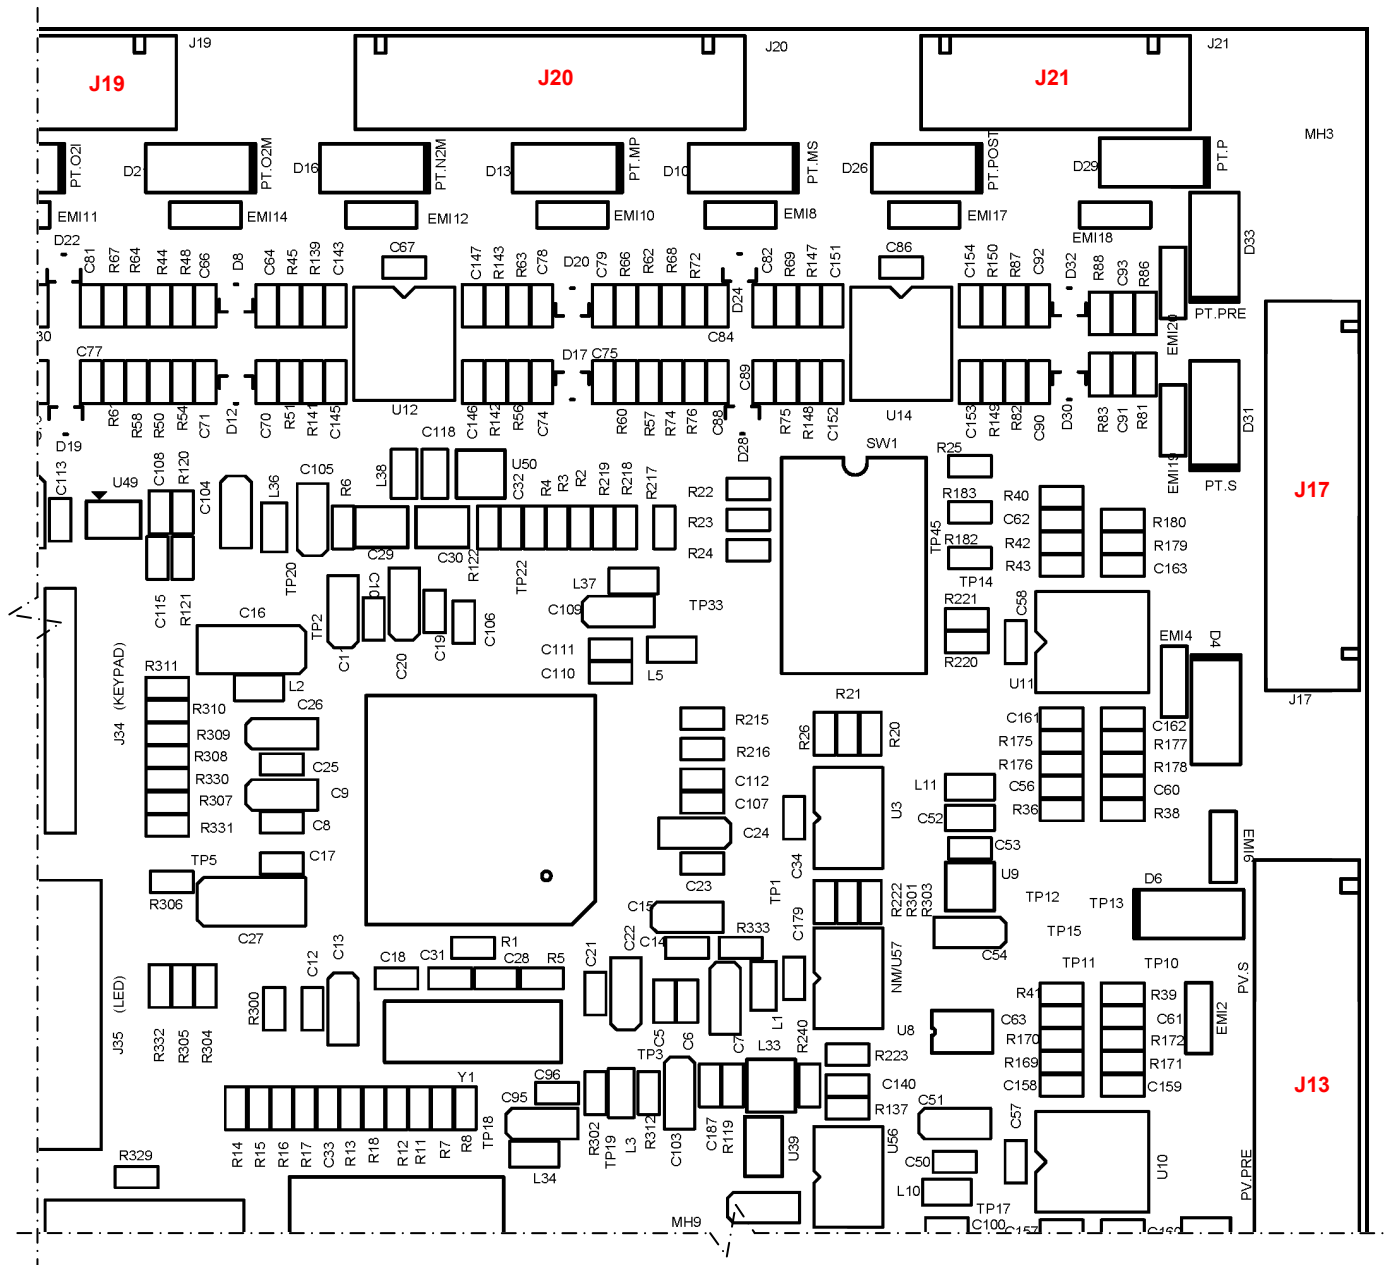 J19
J20
J21
J19
J20
J21
MH3
PT.O2I
D2
PT.O2M
D16
PT.N2M
D13
PT.MP
D10
PT.MS
D26
PT.POST
D29
PT.P
EMI11
EMI14
EMI12
EMI10
EMI8
EMI17
EMI18
D33
D22
C81
R67
R64
R44
R48
C66
D8
C64
R45
R139
C143
C67
C147
R143
R63
C78
D20
C79
R66
R62
R68
R72
D24
C82
R69
R147
C151
C86
C154
R150
R87
C92
D32
R88
C93
R86
PT.PRE
EMI20
C77
D17
C75
C84
C89
R58
R50
R54
C71
D12
C70
R51
R141
C145
U12
C146
R142
R56
C74
R60
R57
R74
R76
C88
D28
R75
R148
C152
U14
C153
R149
R82
C90
D30
R83
C91
R81
EMI19
D31
PT.S
D19
C113
U49
C108
R120
C104
L36
C105
R6
L38
C118
U50
C32
R4
R3
R2
R219
R218
R217
R22
R23
R24
SW1
R25
R183
TP45
R182
TP14
R40
C62
R42
R43
R180
R179
C163
J17
C29
C30
R122
TP22
TP20
C115
R121
C16
TP2
C11
C20
C19
C106
L37
C109
TP33
C111
C110
L5
R221
R220
C58
U11
EMI4
D4
J17
J34 (KEYPAD)
R311
R310
R309
R308
R330
R307
R331
L2
C26
C25
C9
C8
C17
TP5
R306
C27
R215
R216
C112
C107
C24
C23
R21
R26
R20
U3
C34
TP1
L11
C52
C53
U9
C54
C161
R175
R176
C56
R36
C162
R177
R178
C60
R38
EMI6
D6
TP12
TP13
TP15
TP11
TP10
R222
R301
R303
C179
NM/U57
C15
C14
R333
R1
C18
C31
C28
R5
C21
C22
C13
C12
R300
J35 (LED)
R332
R305
R304
C5
C6
C7
L1
R240
TP3
L33
R223
C140
R137
U8
R41
C63
R170
R169
C158
R39
C61
R172
R171
C159
EMI2
PV.S
J13
Y1
C96
C95
L34
TP18
R14
R15
R16
R17
C33
R13
R18
R12
R11
R7
R8
R302
TP19
L3
R312
C103
C187
R119
U39
U56
C51
C50
L10
TP17
C100
C57
U10
PV.PRE
R329
MH9